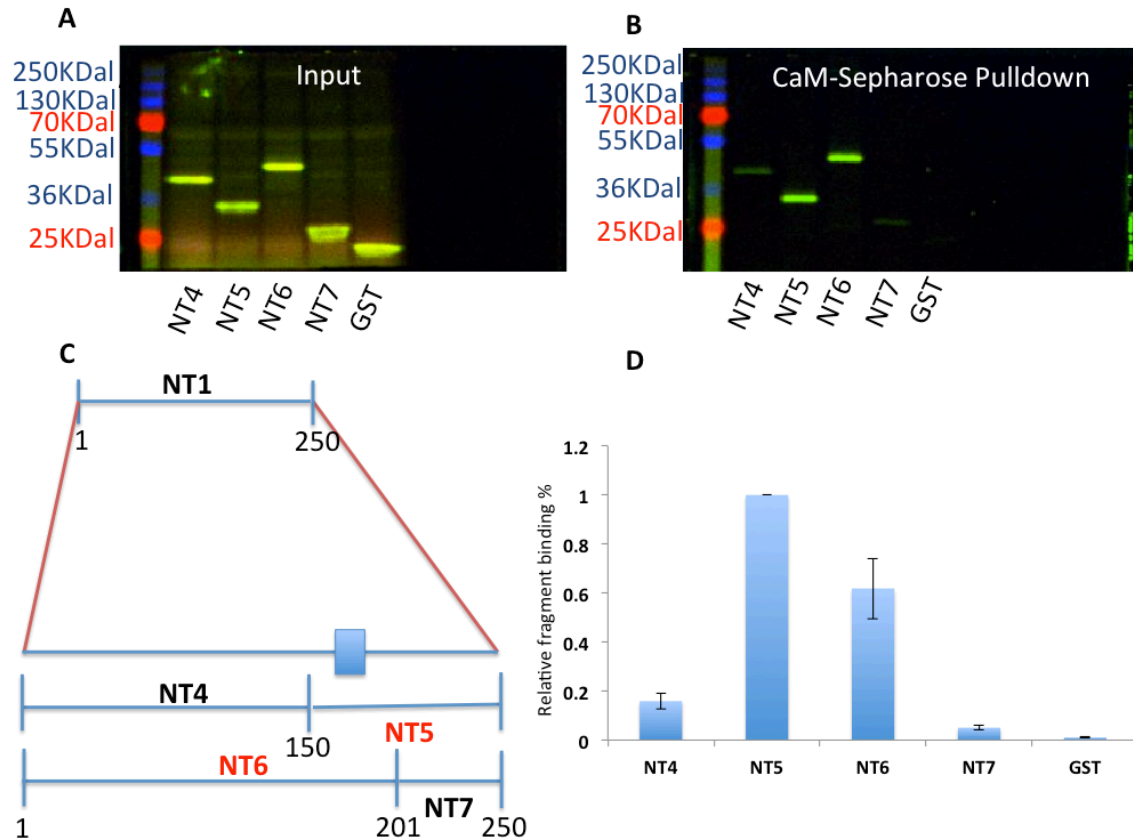 A
Input
250KDal
130KDal
70KDal
55KDal
36KDal
25KDal
NT4
NT5
NT6
NT7
GST
B
CaM-Sepharose Pulldown
250KDal
130KDal
70KDal
55KDal
36KDal
25KDal
NT4
NT5
NT6
NT7
GST
C
NT1
1
250
NT4
150
NT5
NT6
NT7
1
201
250
D
Relative fragment binding %
1.2
1
0.8
0.6
0.4
0.2
0
NT4
NT5
NT6
NT7
GST